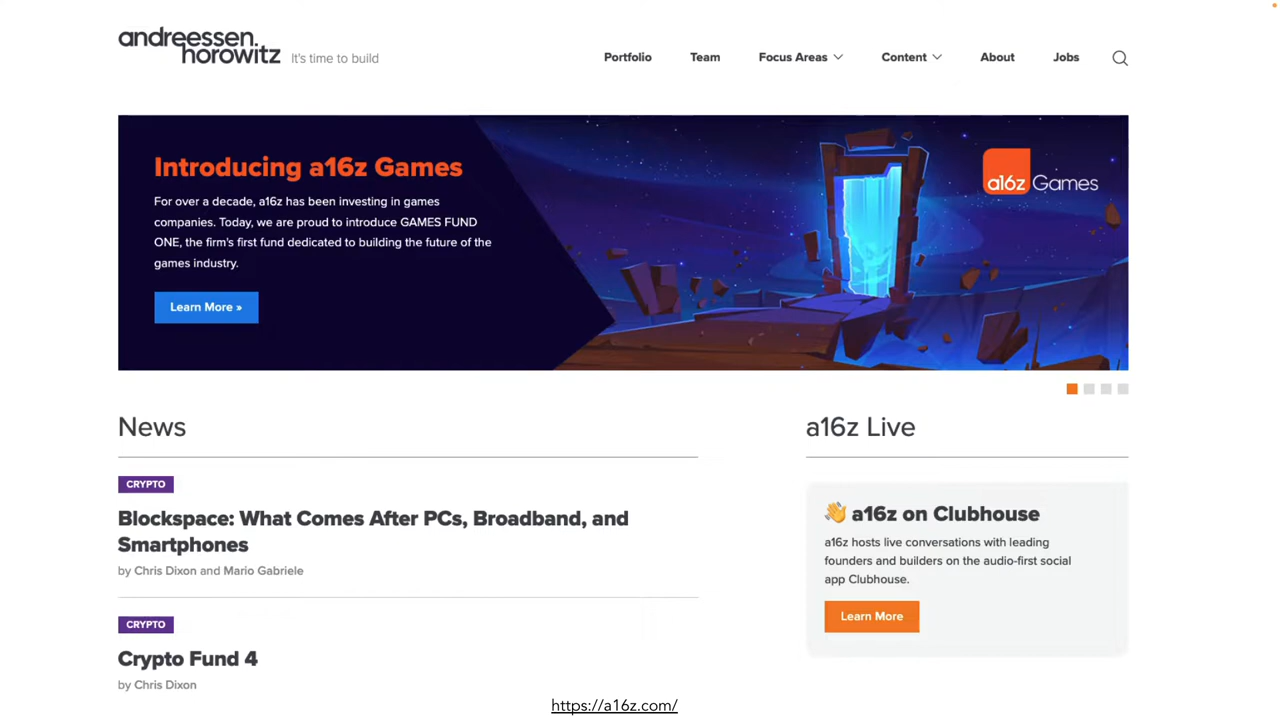 andreessen.
horowitz
It's time to build
Portfolio
Team
Focus Areas
Content
About
Jobs
Introducing a16z Games
For over a decade, a16z has been investing in games
companies. Today, we are proud to introduce GAMES FUND
ONE, the firm's first fund dedicated to building the future of the
games industry.
Learn More »
a16z Games
News
CRYPTO
Blockspace: What Comes After PCs, Broadband, and
Smartphones
by Chris Dixon and Mario Gabriele
CRYPTO
Crypto Fund 4
by Chris Dixon
a16z Live
👋 a16z on Clubhouse
a16z hosts live conversations with leading
founders and builders on the audio-first social
app Clubhouse.
Learn More
https://a16z.com/